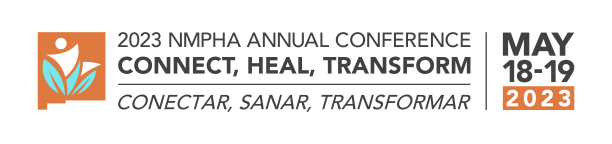 2023 NMPHA ANNUAL CONFERENCE
CONNECT, HEAL, TRANSFORM
CONECTAR, SANAR, TRANSFORMAR
MAY
18-19
2023